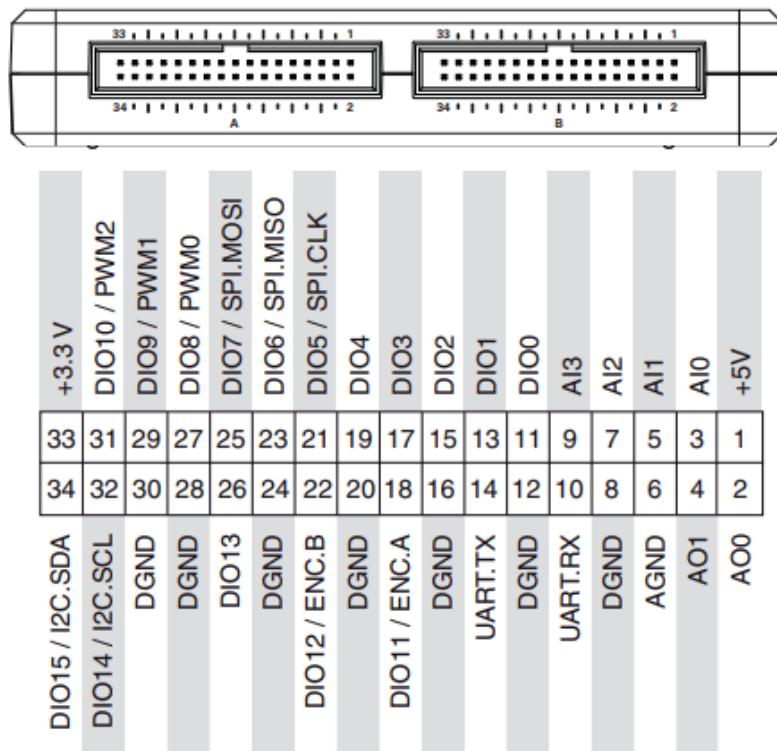 33 1 33 1
34 2 34 2
A B
+3.3 V
DIO10 / PWM2
DIO9 / PWM1
DIO8 / PWM0
DIO7 / SPI.MOSI
DIO6 / SPI.MISO
DIO5 / SPI.CLK
DIO4
DIO3
DIO2
DIO1
DIO0
AI3
AI2
AI1
AI0
+5V
33 31 29 27 25 23 21 19 17 15 13 11 9 7 5 3 1
34 32 30 28 26 24 22 20 18 16 14 12 10 8 6 4 2
DIO15 / I2C.SDA
DIO14 / I2C.SCL
DGND
DGND
DIO13
DGND
DIO12 / ENC.B
DGND
DIO11 / ENC.A
DGND
UART.TX
DGND
UART.RX
DGND
AGND
AO1
AO0